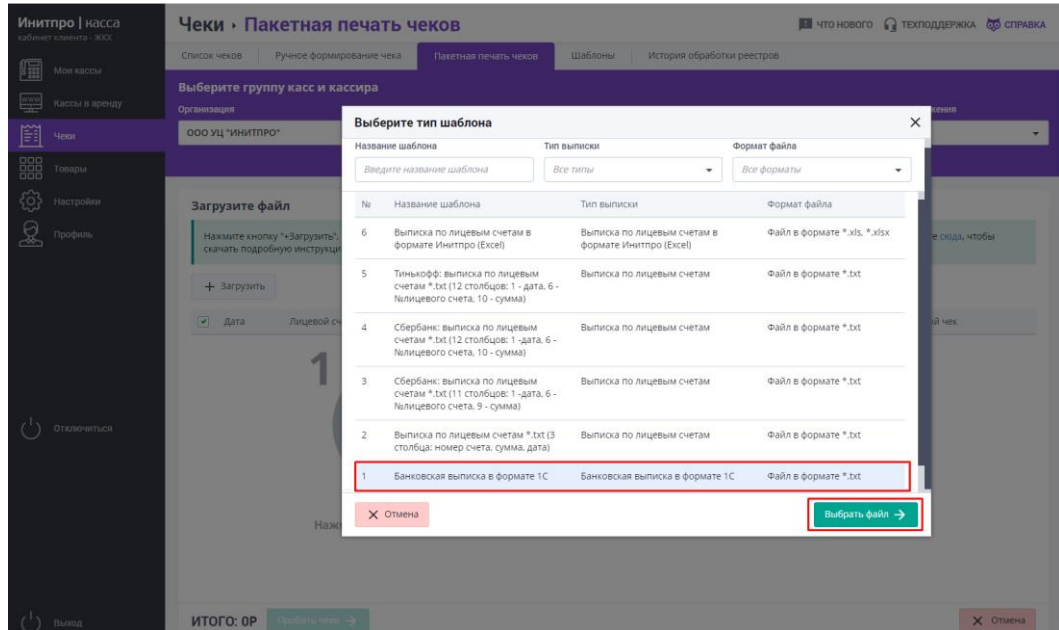 Инитпро | касса
кабинет клиента - ЖКХ
Чеки › Пакетная печать чеков
ЧТО НОВОГО
ТЕХПОДДЕРЖКА
СПРАВКА
Список чеков
Ручное формирование чека
Пакетная печать чеков
Шаблоны
История обработки реестров
Мои кассы
Кассы в аренду
Чеки
Товары
Настройки
Профиль
Отключиться
Выход
Выберите группу касс и кассира
Организация
ООО УЦ "ИНИТПРО"
Загрузите файл
Нажмите кнопку "+Загрузить",
скачать подробную инструкци
сюда, чтобы
+ Загрузить
Дата
Лицевой сч
й чек
1
Наж
Выберите тип шаблона
Название шаблона Тип выписки Формат файла
Введите название шаблона Все типы Все форматы
№ Название шаблона Тип выписки Формат файла
6 Выписка по лицевым счетам в Выписка по лицевым счетам в Файл в формате *.xls, *.xlsx
формате Инитпро (Excel) формате Инитпро (Excel)
5 Тинькофф: выписка по лицевым Выписка по лицевым счетам Файл в формате *.txt
счетам *.txt (12 столбцов: 1 - дата, 6 -
№лицевого счета, 10 - сумма)
4 Сбербанк: выписка по лицевым Выписка по лицевым счетам Файл в формате *.txt
счетам *.txt (12 столбцов: 1 -дата, 6 -
№лицевого счета, 10 - сумма)
3 Сбербанк: выписка по лицевым Выписка по лицевым счетам Файл в формате *.txt
счетам *.txt (11 столбцов: 1 -дата, 6 -
№лицевого счета, 9 - сумма)
2 Выписка по лицевым счетам *.txt (3 Выписка по лицевым счетам Файл в формате *.txt
столбца: номер счета, сумма, дата)
1 Банковская выписка в формате 1С Банковская выписка в формате 1С Файл в формате *.txt
Отмена
Выбрать файл
ИТОГО: 0Р
Пробить чеки
Отмена